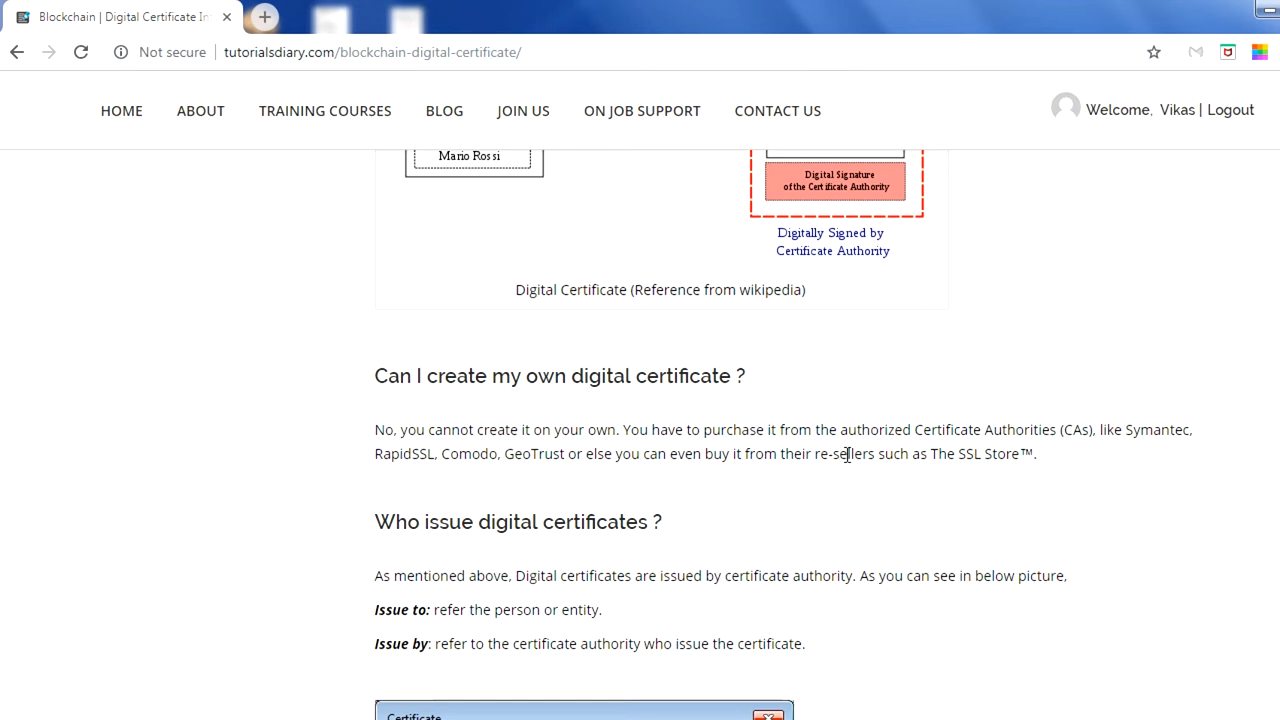 Blockchain | Digital Certificate In
Not secure
tutorialsdiary.com/blockchain-digital-certificate/
HOME ABOUT TRAINING COURSES BLOG JOIN US ON JOB SUPPORT CONTACT US
Welcome, Vikas | Logout
Mario Rossi
Digital Signature
of the Certificate Authority
Digitally Signed by
Certificate Authority
Digital Certificate (Reference from wikipedia)
Can I create my own digital certificate ?
No, you cannot create it on your own. You have to purchase it from the authorized Certificate Authorities (CAs), like Symantec,
RapidSSL, Comodo, GeoTrust or else you can even buy it from their re-sellers such as The SSL Store™.
Who issue digital certificates ?
As mentioned above, Digital certificates are issued by certificate authority. As you can see in below picture,
Issue to: refer the person or entity.
Issue by: refer to the certificate authority who issue the certificate.
Certificate